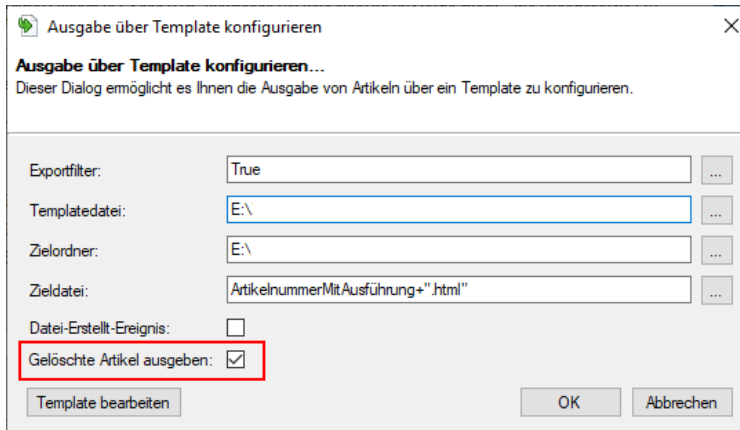 Ausgabe über Template konfigurieren
Ausgabe über Template konfigurieren...
Dieser Dialog ermöglicht es Ihnen die Ausgabe von Artikeln über ein Template zu konfigurieren.
Exportfilter: True ...
Templatedatei: E:\ ...
Zielordner: E:\ ...
Zieldatei: ArtikelnummerMitAusführung+".html" ...
Datei-Erstellt-Ereignis:
Gelöschte Artikel ausgeben:
Template bearbeiten OK Abbrechen